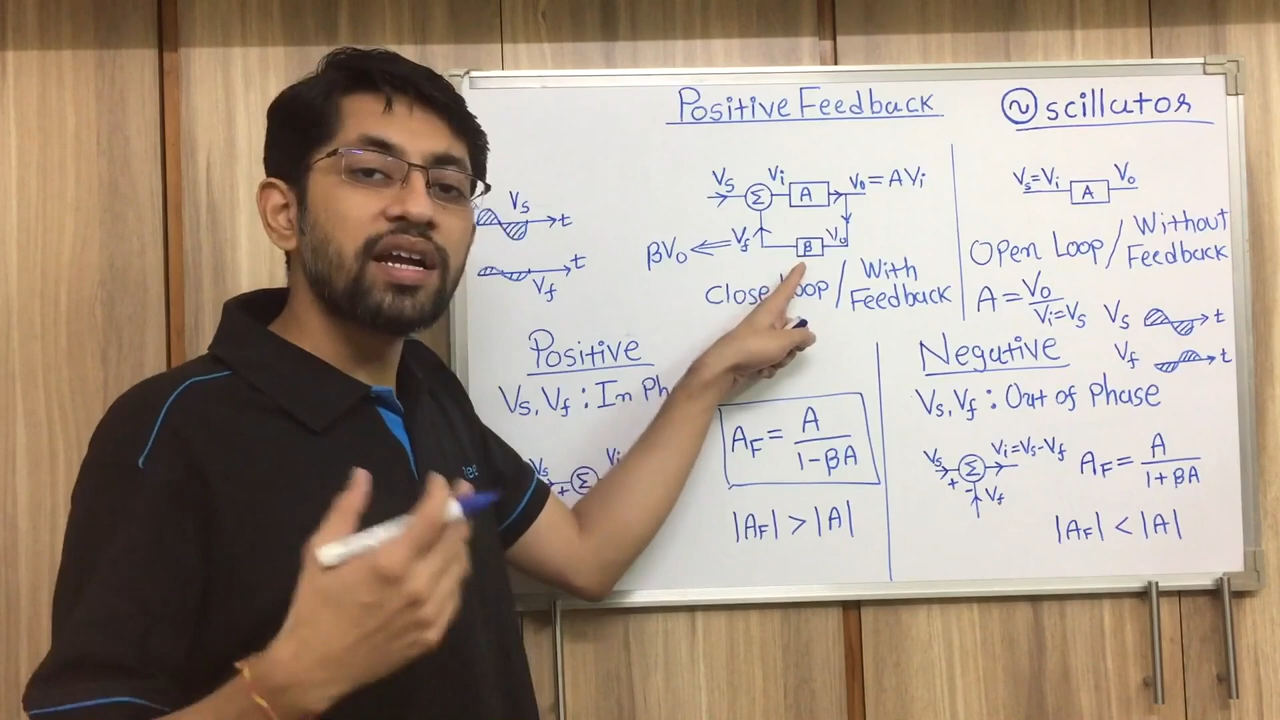 Positive Feedback
Oscillator
Vs
t
Vf
t
Vs
Vi
A
Vo = AVi
Σ
βVo
Vf
β
Vo
Close Loop / With Feedback
Vs=Vi
A
Vo
Open Loop / Without Feedback
A = Vo / Vi=Vs
Vs
t
Vf
t
Positive
Vs, Vf : In Ph
Vs
+
Σ
Vi
AF = A / 1-βA
|AF| > |A|
Negative
Vs, Vf : Out of Phase
Vs
+
Σ
-
Vi=Vs-Vf
Vf
AF = A / 1+βA
|AF| < |A|